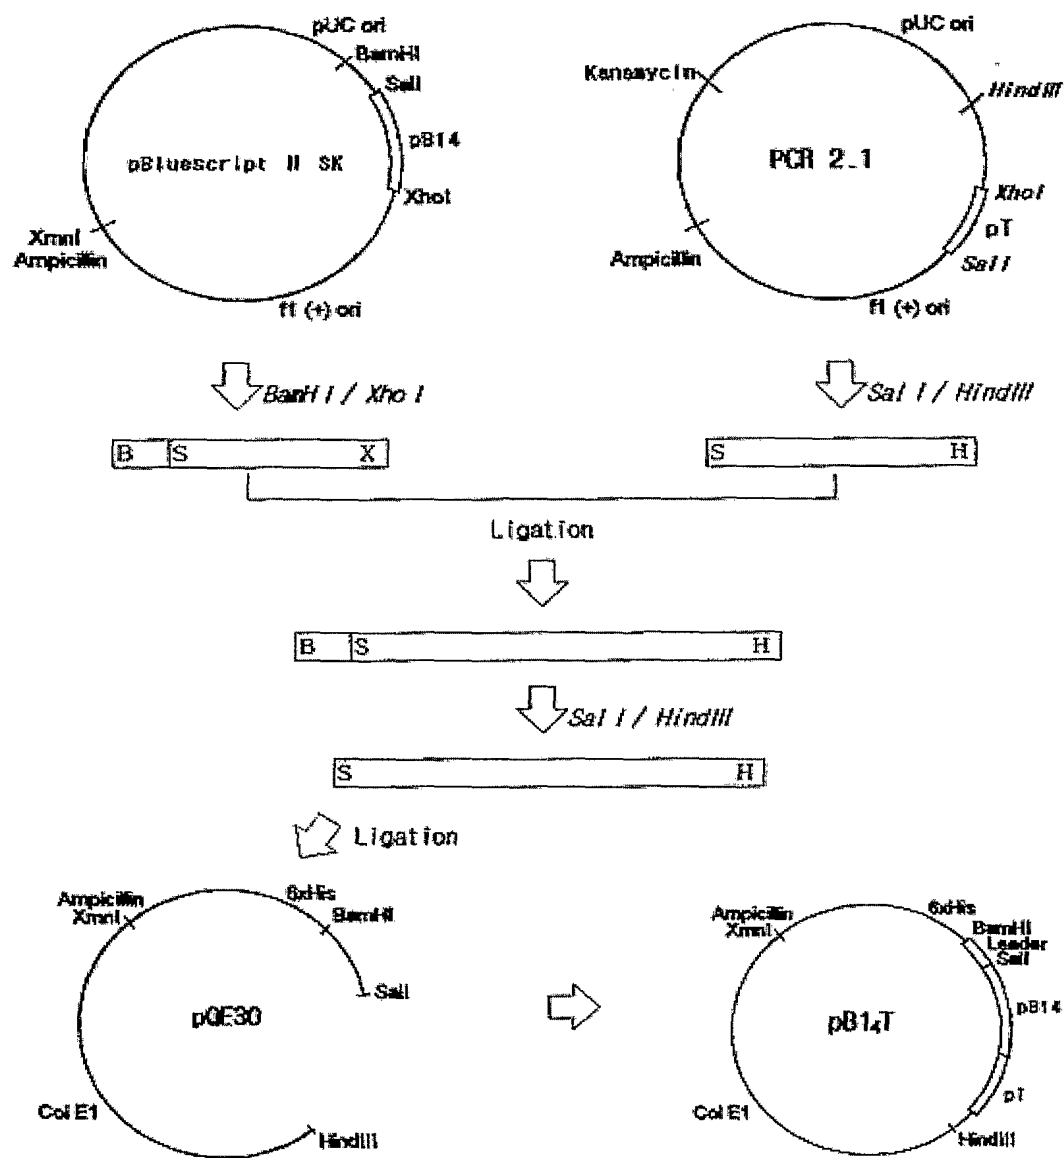 pUC ori
BamHI
SalI
pB14
pBluescript II SK
XhoI
XmnI
Ampicillin
f1 (+) ori
pUC ori
Kanamycin
HindIII
PCR 2.1
XhoI
pT
Ampicillin
SalI
f1 (+) ori
BamH I / Xho I
Sal I / HindIII
B S X
S H
Ligation
B S H
Sal I / HindIII
S H
Ligation
Ampicillin
XmnI
6xHis
BamHI
SalI
pQE30
Col E1
HindIII
Ampicillin
XmnI
6xHis
BamHI
Leader
SalI
pB14
pB1₄T
pT
Col E1
HindIII